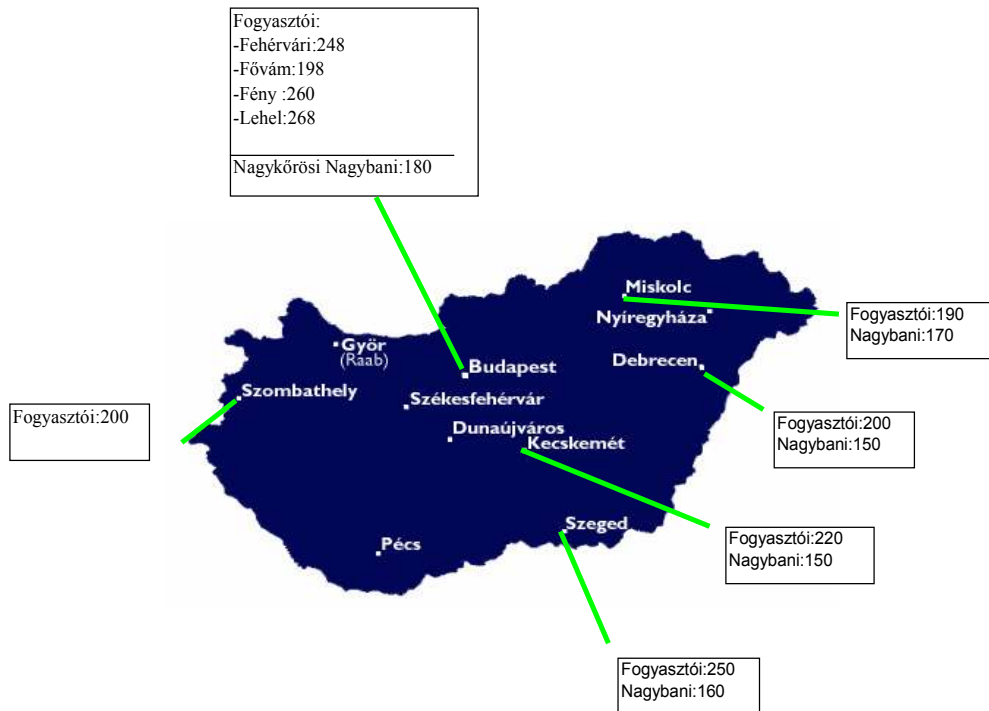 Fogyasztói:
-Fehérvári:248
-Fővám:198
-Fény :260
-Lehel:268
Nagykőrösi Nagybani:180
Miskolc
Nyíregyháza
Fogyasztói:190
Nagybani:170
Györ
(Raab)
Budapest
Debrecen
Szombathely
Székesfehérvár
Fogyasztói:200
Fogyasztói:200
Nagybani:150
Dunaújváros
Kecskemét
Szeged
Fogyasztói:220
Nagybani:150
Pécs
Fogyasztói:250
Nagybani:160